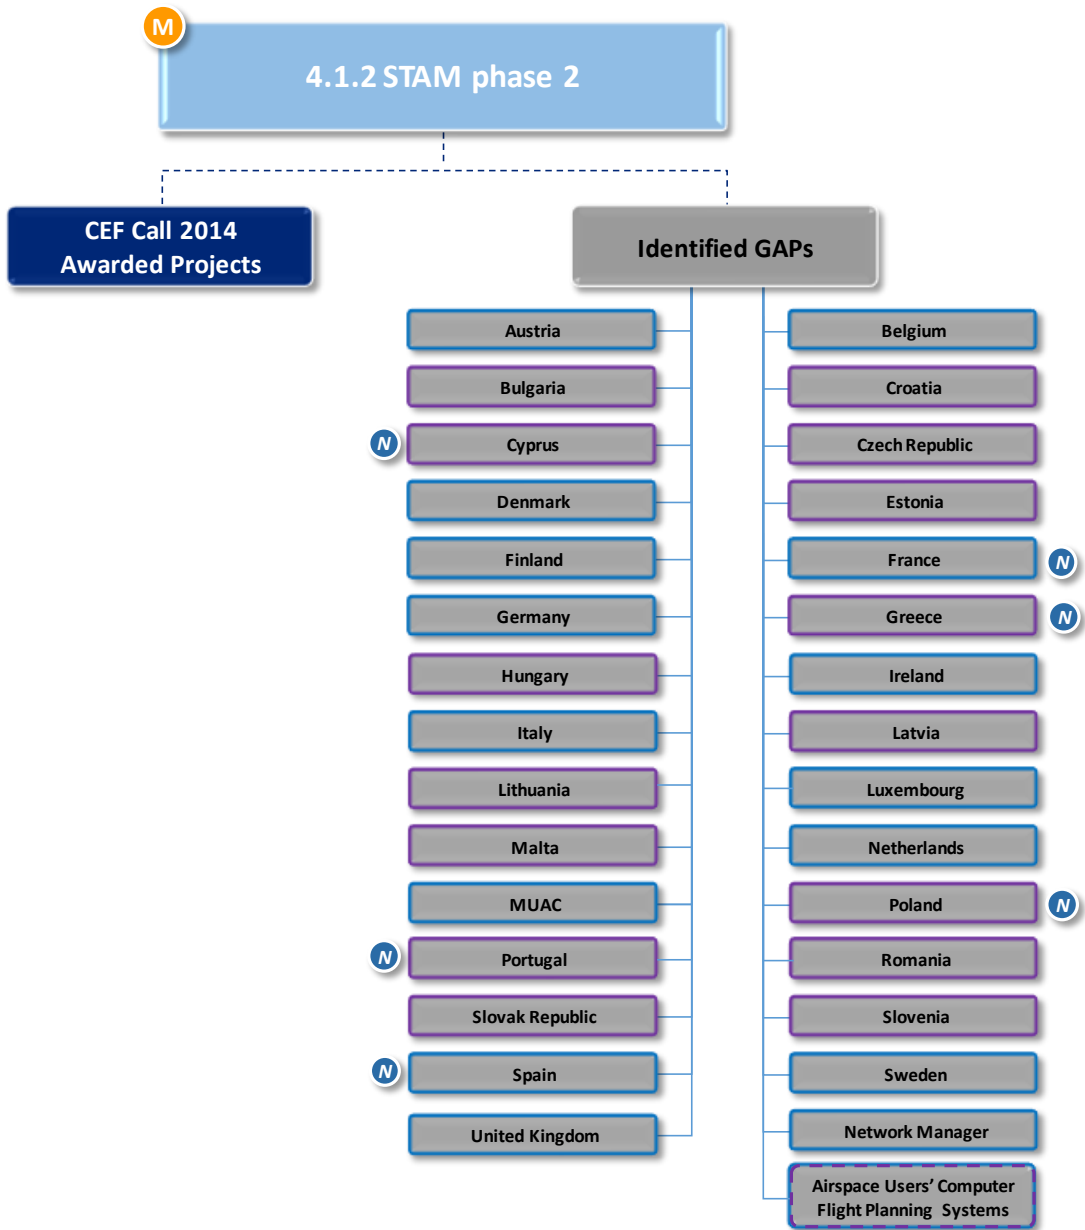 M
4.1.2 STAM phase 2
CEF Call 2014
Awarded Projects
Identified GAPs
Austria
Belgium
Bulgaria
Croatia
N
Cyprus
Czech Republic
Denmark
Estonia
Finland
France
N
Germany
Greece
N
Hungary
Ireland
Italy
Latvia
Lithuania
Luxembourg
Malta
Netherlands
MUAC
Poland
N
N
Portugal
Romania
Slovak Republic
Slovenia
N
Spain
Sweden
United Kingdom
Network Manager
Airspace Users' Computer
Flight Planning Systems